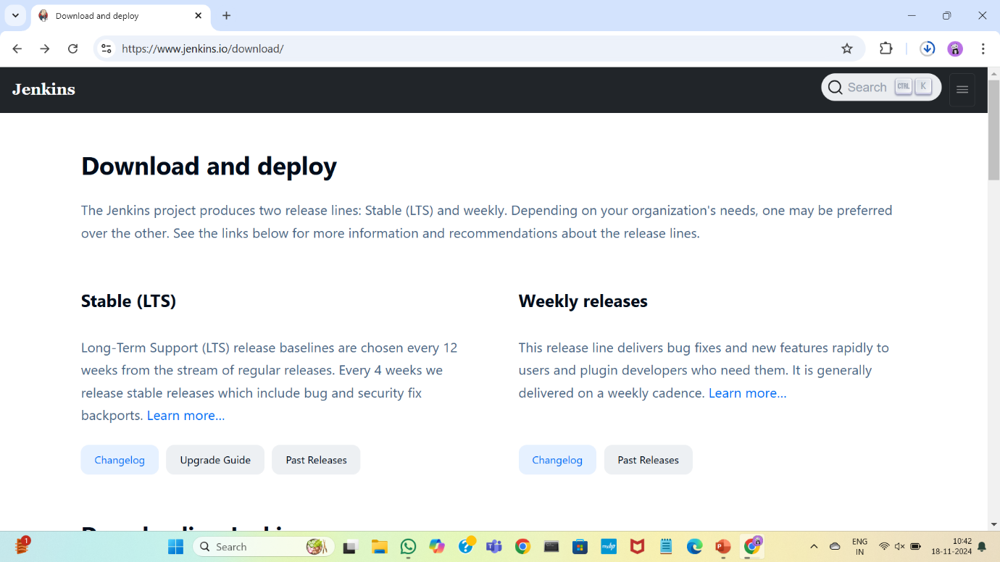 Download and deploy
https://www.jenkins.io/download/
Jenkins
Search CTRL K
Download and deploy
The Jenkins project produces two release lines: Stable (LTS) and weekly. Depending on your organization's needs, one may be preferred
over the other. See the links below for more information and recommendations about the release lines.
Stable (LTS)
Long-Term Support (LTS) release baselines are chosen every 12
weeks from the stream of regular releases. Every 4 weeks we
release stable releases which include bug and security fix
backports. Learn more...
Changelog Upgrade Guide Past Releases
Weekly releases
This release line delivers bug fixes and new features rapidly to
users and plugin developers who need them. It is generally
delivered on a weekly cadence. Learn more...
Changelog Past Releases
1
Search
myhp
ENG
IN
10:42
18-11-2024